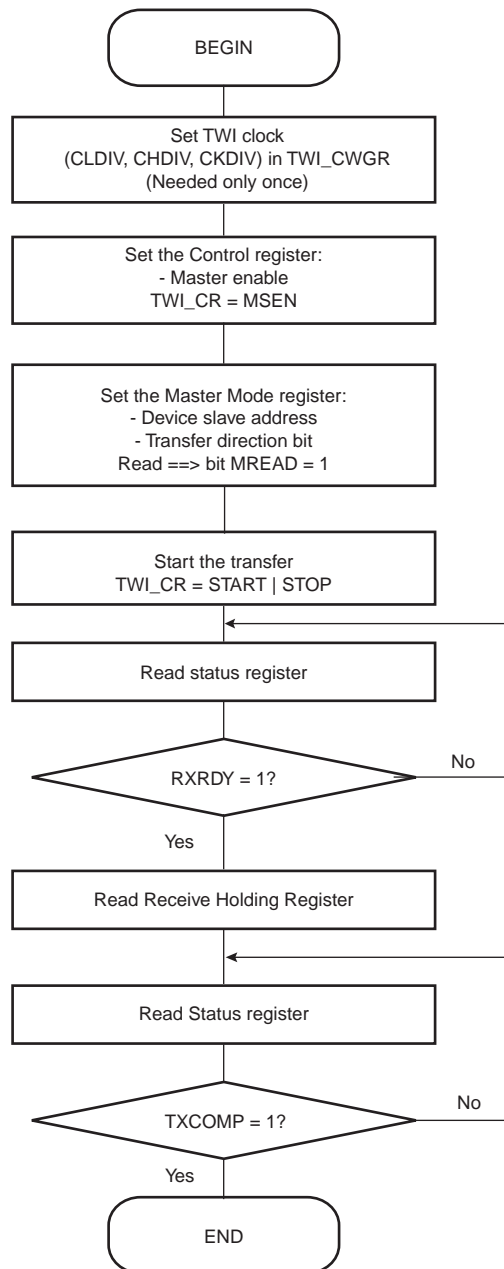 BEGIN
Set TWI clock
(CLDIV, CHDIV, CKDIV) in TWI_CWGR
(Needed only once)
Set the Control register:
- Master enable
TWI_CR = MSEN
Set the Master Mode register:
- Device slave address
- Transfer direction bit
Read ==> bit MREAD = 1
Start the transfer
TWI_CR = START | STOP
Read status register
RXRDY = 1?
No
Yes
Read Receive Holding Register
Read Status register
TXCOMP = 1?
No
Yes
END